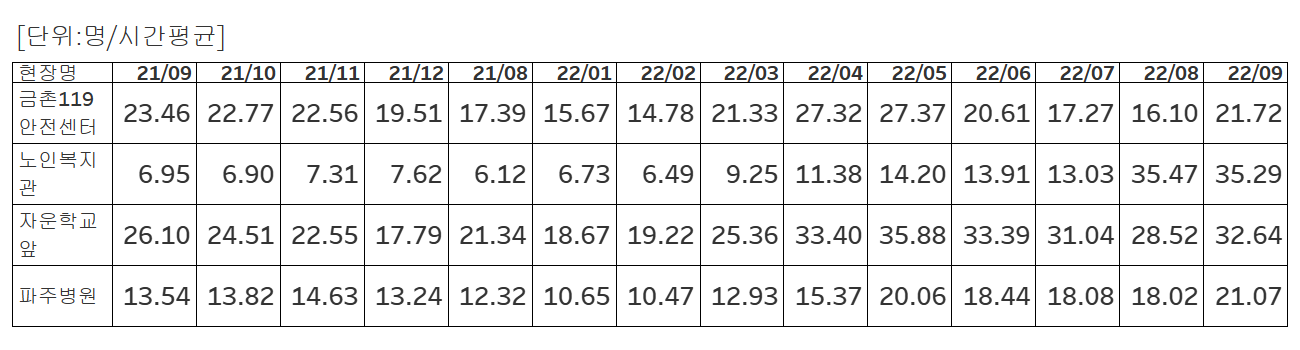 [단위:명/시간평균]
현장명 21/09 21/10 21/11 21/12 21/08 22/01 22/02 22/03 22/04 22/05 22/06 22/07 22/08 22/09
금촌119
안전센터 23.46 22.77 22.56 19.51 17.39 15.67 14.78 21.33 27.32 27.37 20.61 17.27 16.10 21.72
노인복지
관 6.95 6.90 7.31 7.62 6.12 6.73 6.49 9.25 11.38 14.20 13.91 13.03 35.47 35.29
자운학교
앞 26.10 24.51 22.55 17.79 21.34 18.67 19.22 25.36 33.40 35.88 33.39 31.04 28.52 32.64
파주병원 13.54 13.82 14.63 13.24 12.32 10.65 10.47 12.93 15.37 20.06 18.44 18.08 18.02 21.07